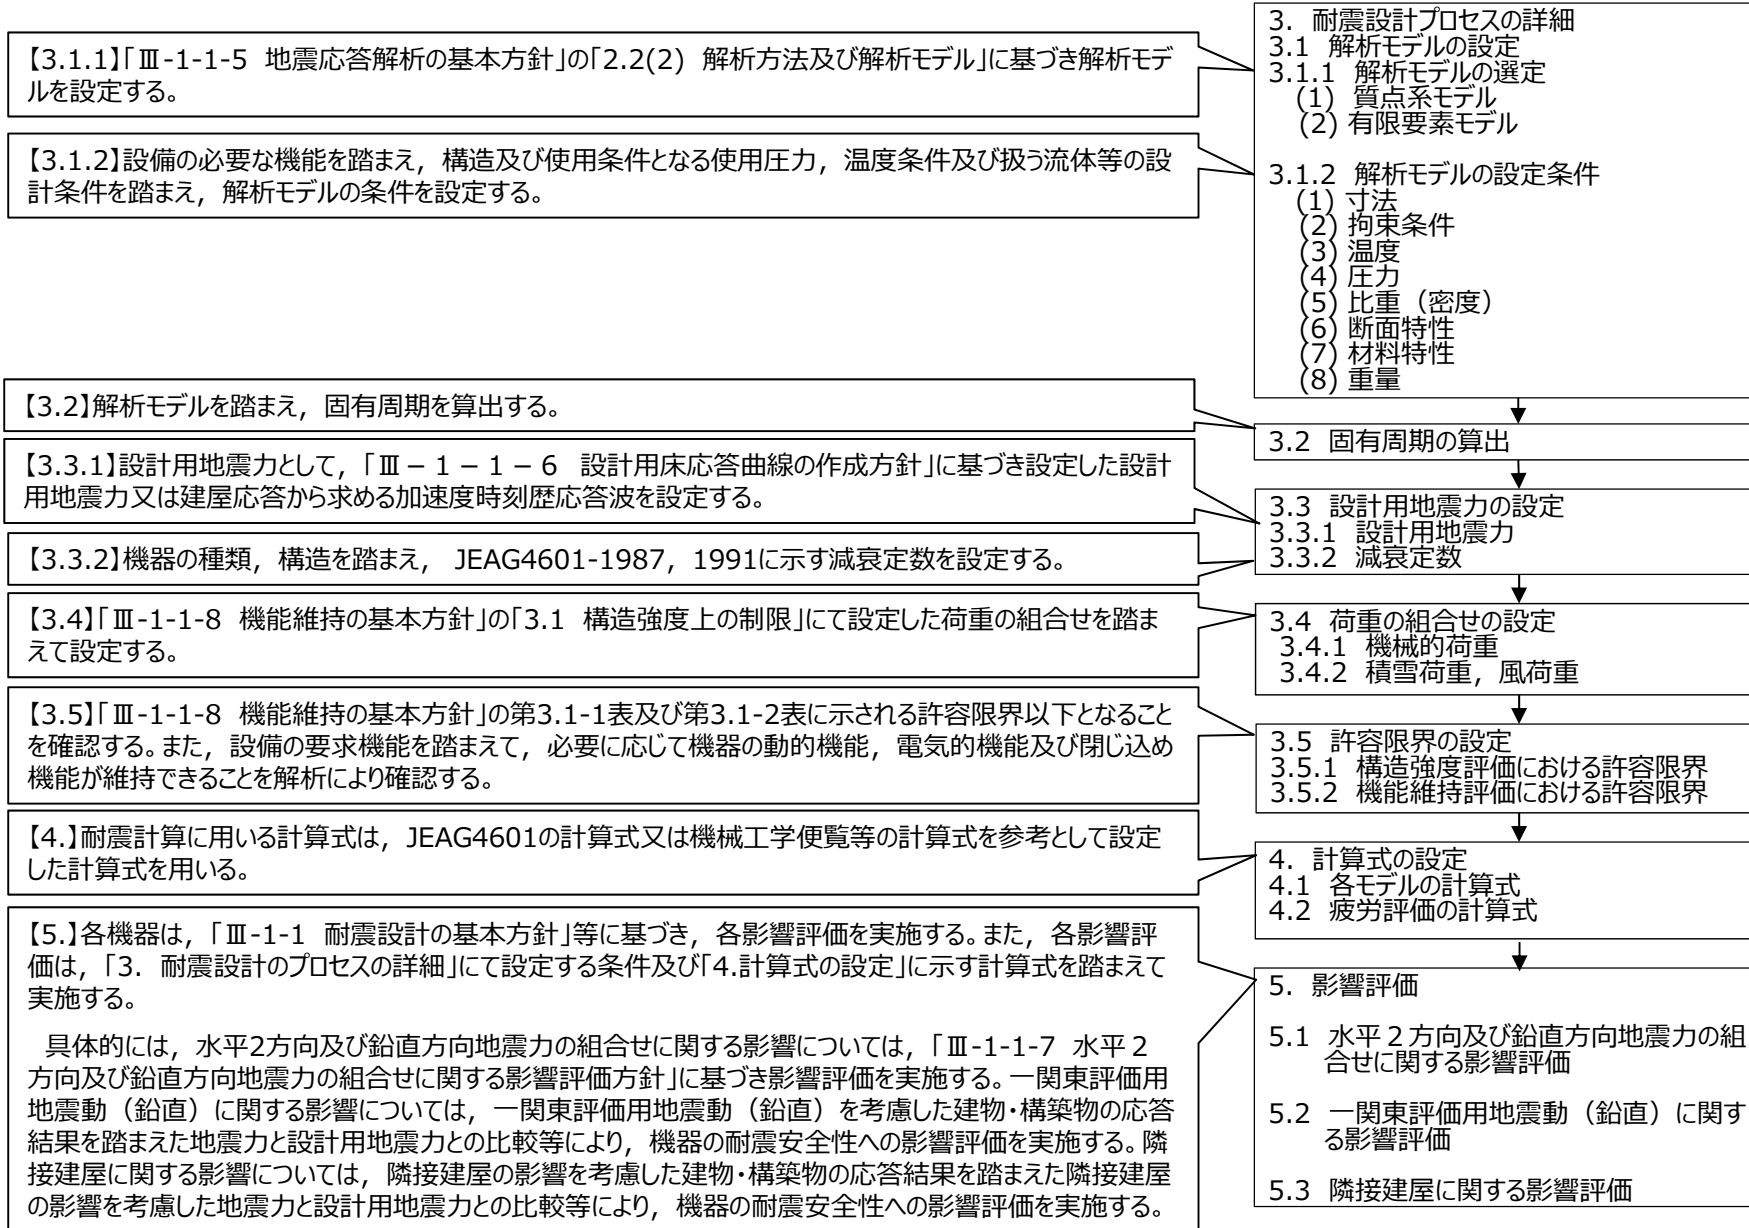 【3.1.1】「Ⅲ-1-1-5 地震応答解析の基本方針」の「2.2(2) 解析方法及び解析モデル」に基づき解析モデ
ルを設定する。
【3.1.2】設備の必要な機能を踏まえ，構造及び使用条件となる使用圧力，温度条件及び扱う流体等の設
計条件を踏まえ，解析モデルの条件を設定する。
【3.2】解析モデルを踏まえ，固有周期を算出する。
【3.3.1】設計用地震力として，「Ⅲ－１－１－６ 設計用床応答曲線の作成方針」に基づき設定した設計
用地震力又は建屋応答から求める加速度時刻歴応答波を設定する。
【3.3.2】機器の種類，構造を踏まえ， JEAG4601-1987，1991に示す減衰定数を設定する。
【3.4】「Ⅲ-1-1-8 機能維持の基本方針」の「3.1 構造強度上の制限」にて設定した荷重の組合せを踏ま
えて設定する。
【3.5】「Ⅲ-1-1-8 機能維持の基本方針」の第3.1-1表及び第3.1-2表に示される許容限界以下となること
を確認する。また，設備の要求機能を踏まえて，必要に応じて機器の動的機能，電気的機能及び閉じ込め
機能が維持できることを解析により確認する。
【4.】耐震計算に用いる計算式は，JEAG4601の計算式又は機械工学便覧等の計算式を参考として設定
した計算式を用いる。
【5.】各機器は，「Ⅲ-1-1 耐震設計の基本方針」等に基づき，各影響評価を実施する。また，各影響評
価は，「3. 耐震設計のプロセスの詳細」にて設定する条件及び「4.計算式の設定」に示す計算式を踏まえて
実施する。
具体的には，水平2方向及び鉛直方向地震力の組合せに関する影響については，「Ⅲ-1-1-7 水平２
方向及び鉛直方向地震力の組合せに関する影響評価方針」に基づき影響評価を実施する。一関東評価用
地震動（鉛直）に関する影響については，一関東評価用地震動（鉛直）を考慮した建物・構築物の応答
結果を踏まえた地震力と設計用地震力との比較等により，機器の耐震安全性への影響評価を実施する。隣
接建屋に関する影響については，隣接建屋の影響を考慮した建物・構築物の応答結果を踏まえた隣接建屋
の影響を考慮した地震力と設計用地震力との比較等により，機器の耐震安全性への影響評価を実施する。
3. 耐震設計プロセスの詳細
3.1 解析モデルの設定
3.1.1 解析モデルの選定
(1) 質点系モデル
(2) 有限要素モデル
3.1.2 解析モデルの設定条件
(1) 寸法
(2) 拘束条件
(3) 温度
(4) 圧力
(5) 比重（密度）
(6) 断面特性
(7) 材料特性
(8) 重量
3.2 固有周期の算出
3.3 設計用地震力の設定
3.3.1 設計用地震力
3.3.2 減衰定数
3.4 荷重の組合せの設定
3.4.1 機械的荷重
3.4.2 積雪荷重，風荷重
3.5 許容限界の設定
3.5.1 構造強度評価における許容限界
3.5.2 機能維持評価における許容限界
4. 計算式の設定
4.1 各モデルの計算式
4.2 疲労評価の計算式
5. 影響評価
5.1 水平２方向及び鉛直方向地震力の組
合せに関する影響評価
5.2 一関東評価用地震動（鉛直）に関す
る影響評価
5.3 隣接建屋に関する影響評価